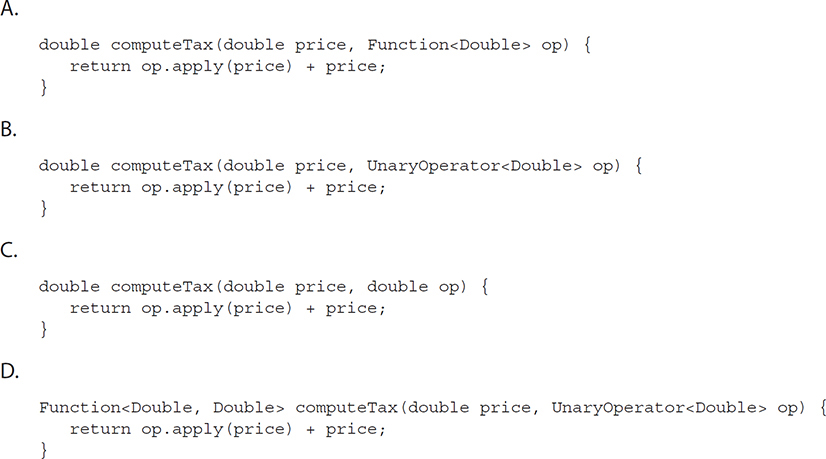 A.
double computeTax(double price, Function<Double> op) {
   return op.apply(price) + price;
}
B.
double computeTax(double price, UnaryOperator<Double> op) {
   return op.apply(price) + price;
}
C.
double computeTax(double price, double op) {
   return op.apply(price) + price;
}
D.
Function<Double, Double> computeTax(double price, UnaryOperator<Double> op) {
   return op.apply(price) + price;
}